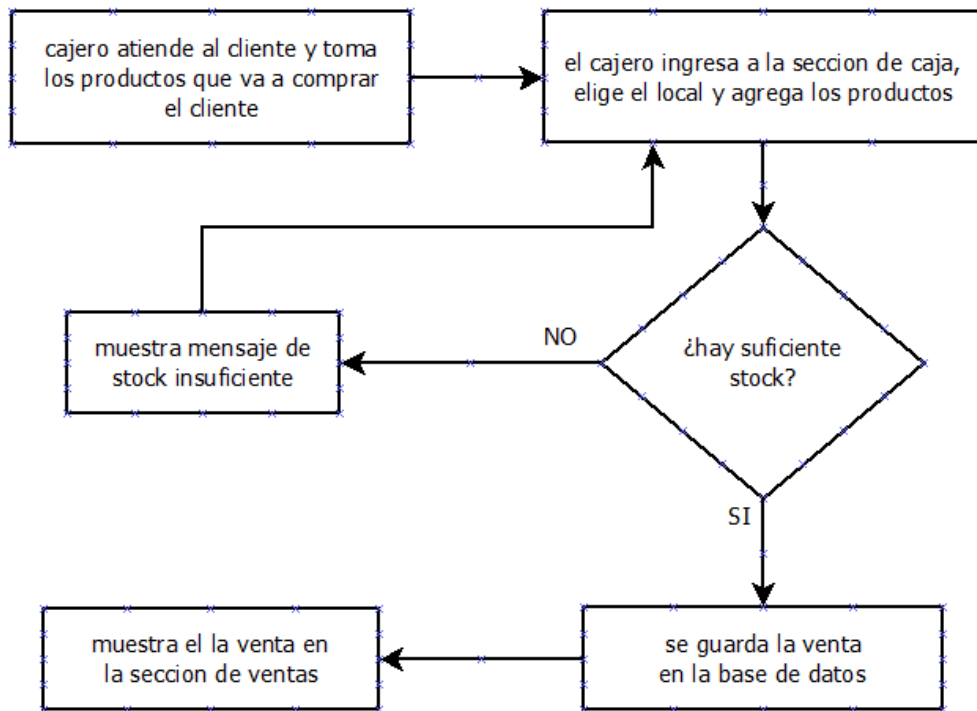 cajero atiende al cliente y toma
los productos que va a comprar
el cliente
el cajero ingresa a la seccion de caja,
elige el local y agrega los productos
NO
muestra mensaje de
stock insuficiente
¿hay suficiente
stock?
SI
muestra el la venta en
la seccion de ventas
se guarda la venta
en la base de datos